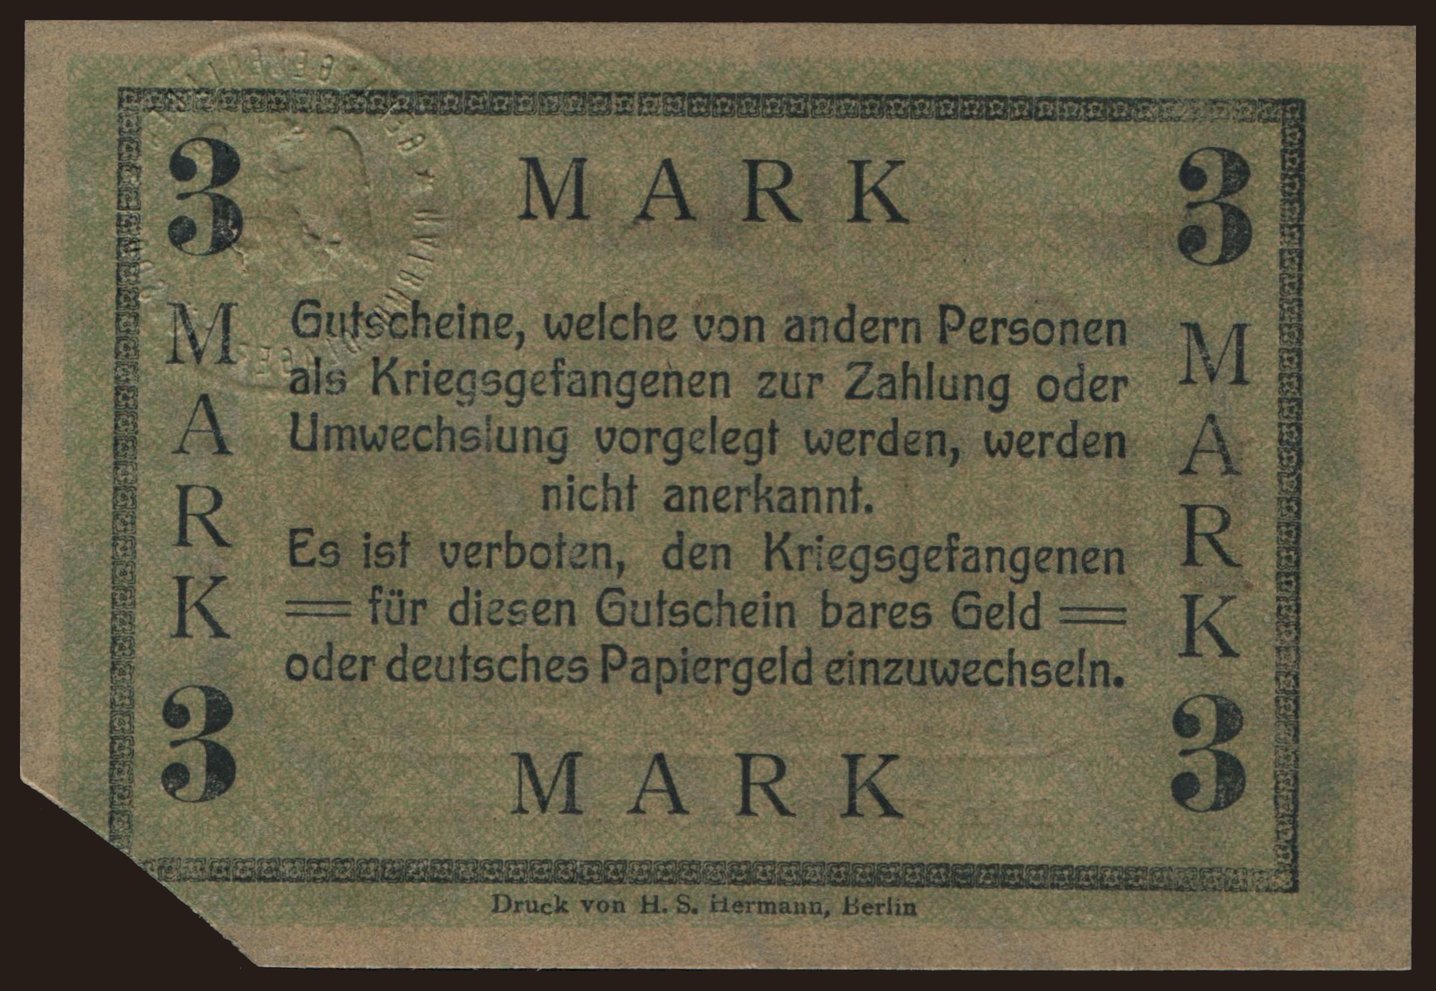 3 MARK 3
Gutscheine, welche von andern Personen
als Kriegsgefangenen zur Zahlung oder
Umwechslung vorgelegt werden, werden
nicht anerkannt.
Es ist verboten, den Kriegsgefangenen
für diesen Gutschein bares Geld
oder deutsches Papiergeld einzuwechseln.
MARK
MARK
3 MARK 3
Druck von H. S. Hermann, Berlin